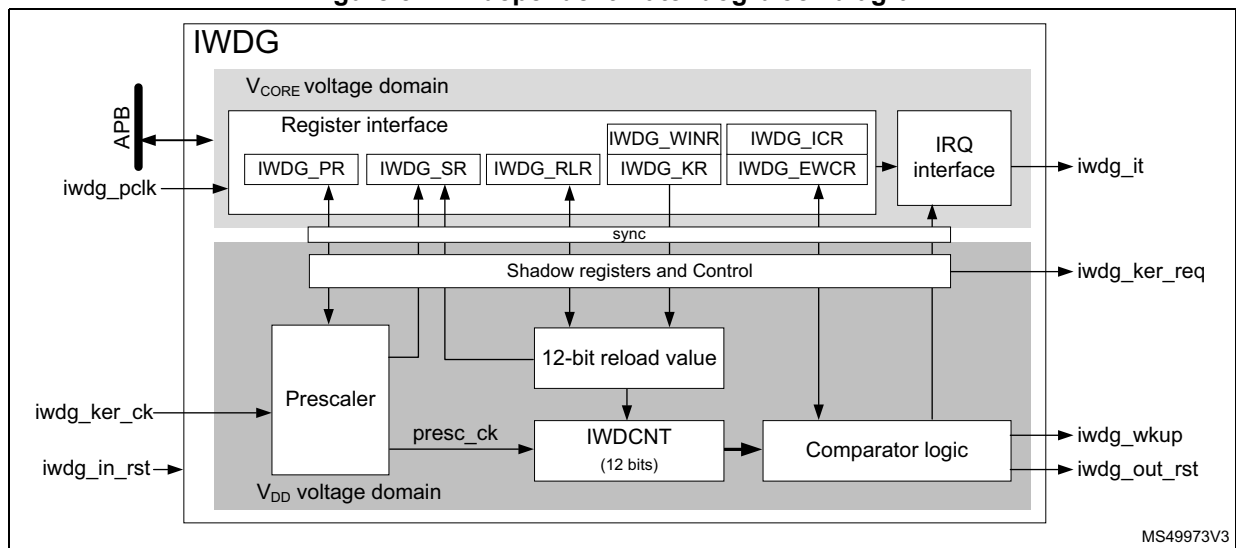 IWDG
VCORE voltage domain
APB
Register interface
IWDG_WINR
IWDG_ICR
IWDG_PR
IWDG_SR
IWDG_RLR
IWDG_KR
IWDG_EWCR
IRQ
interface
iwdg_it
iwdg_pclk
sync
Shadow registers and Control
iwdg_ker_req
12-bit reload value
Prescaler
iwdg_ker_ck
presc_ck
IWDCNT
(12 bits)
Comparator logic
iwdg_wkup
iwdg_in_rst
iwdg_out_rst
VDD voltage domain
MS49973V3